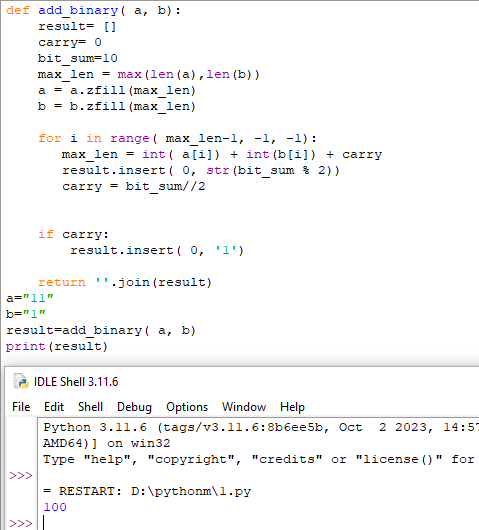 def add_binary( a, b):
    result= []
    carry= 0
    bit_sum=10
    max_len = max(len(a),len(b))
    a = a.zfill(max_len)
    b = b.zfill(max_len)

    for i in range( max_len-1, -1, -1):
       max_len = int( a[i]) + int(b[i]) + carry
       result.insert( 0, str(bit_sum % 2))
       carry = bit_sum//2


    if carry:
        result.insert( 0, '1')

    return ''.join(result)
a="11"
b="1"
result=add_binary( a, b)
print(result)
IDLE Shell 3.11.6
File Edit Shell Debug Options Window Help
Python 3.11.6 (tags/v3.11.6:8b6ee5b, Oct  2 2023, 14:57
AMD64)] on win32
Type "help", "copyright", "credits" or "license()" for
>>>
= RESTART: D:\pythonm\1.py
100
>>>